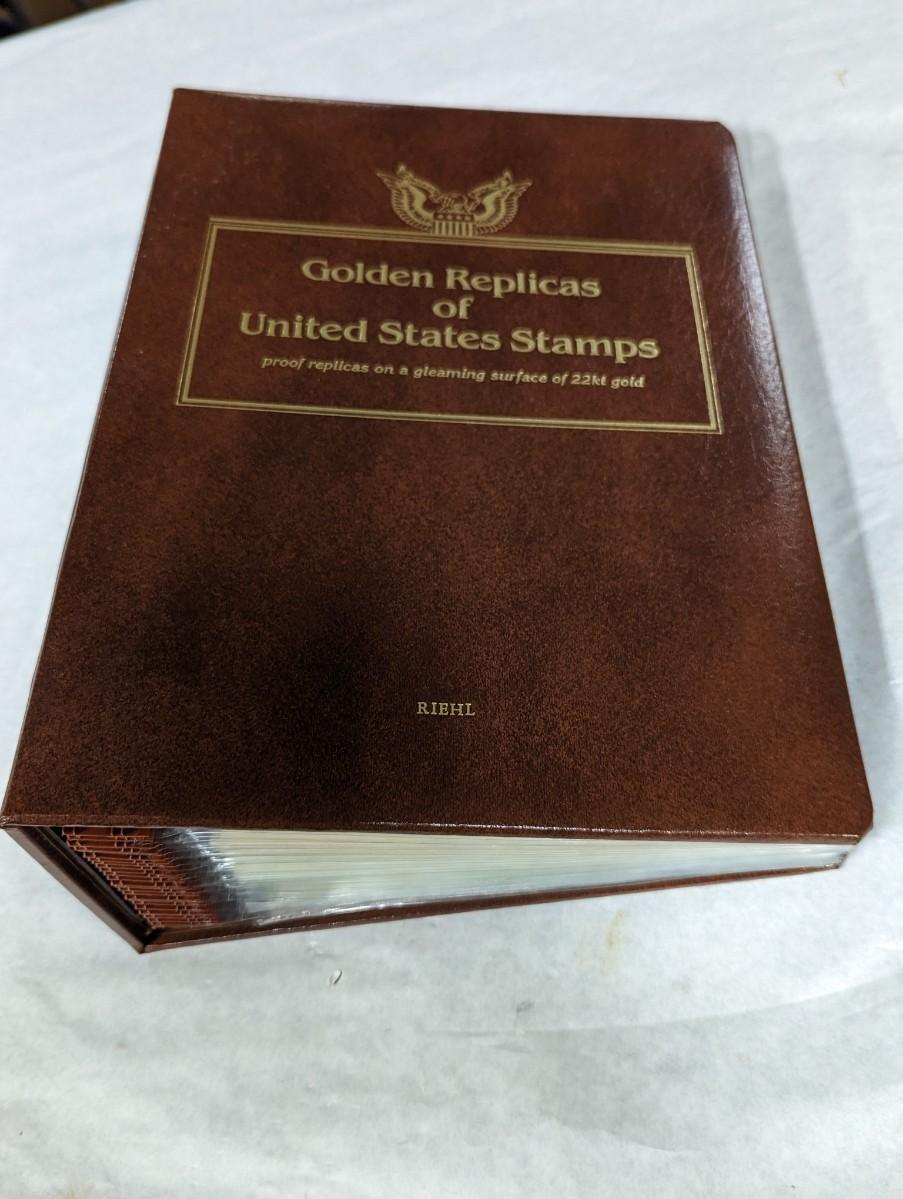 Golden Replicas
of
United States Stamps
proof replicas on a gleaming surface of 22kt gold
RIEHL